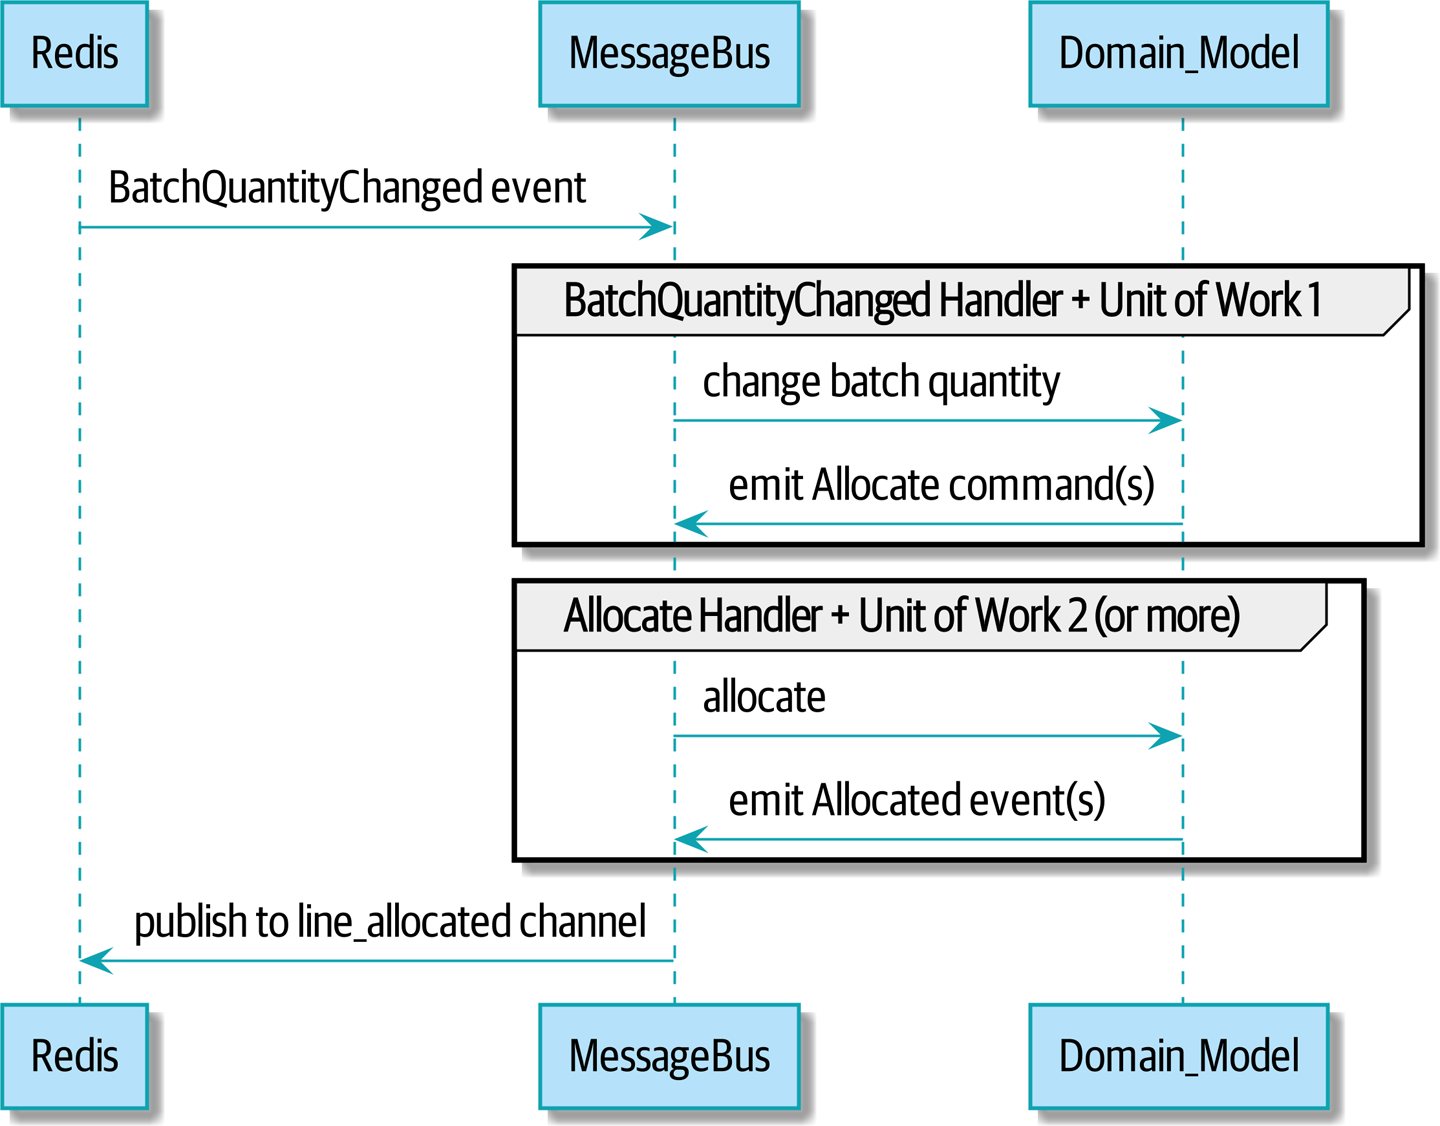 Redis
MessageBus
Domain_Model
BatchQuantityChanged event
BatchQuantityChanged Handler + Unit of Work 1
change batch quantity
emit Allocate command(s)
Allocate Handler + Unit of Work 2 (or more)
allocate
emit Allocated event(s)
publish to line_allocated channel
Redis
MessageBus
Domain_Model